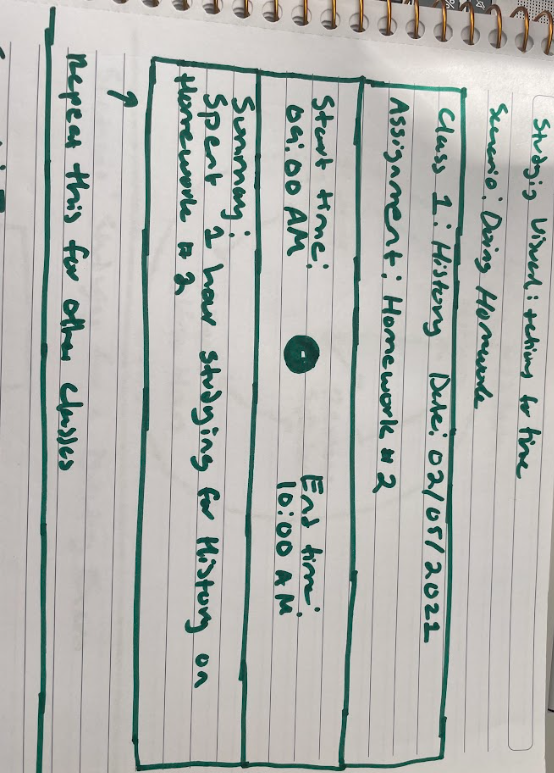 Studying Visual: relating to time
Scenario: Doing Homework
Class 1: History Date: 02/05/2022
Assignment: Homework #2
Start time: End time:
09:00 AM 10:00 AM
Summary:
Spent 1 hour studying for History on
Homework #2
↑
Repeat this for other classes